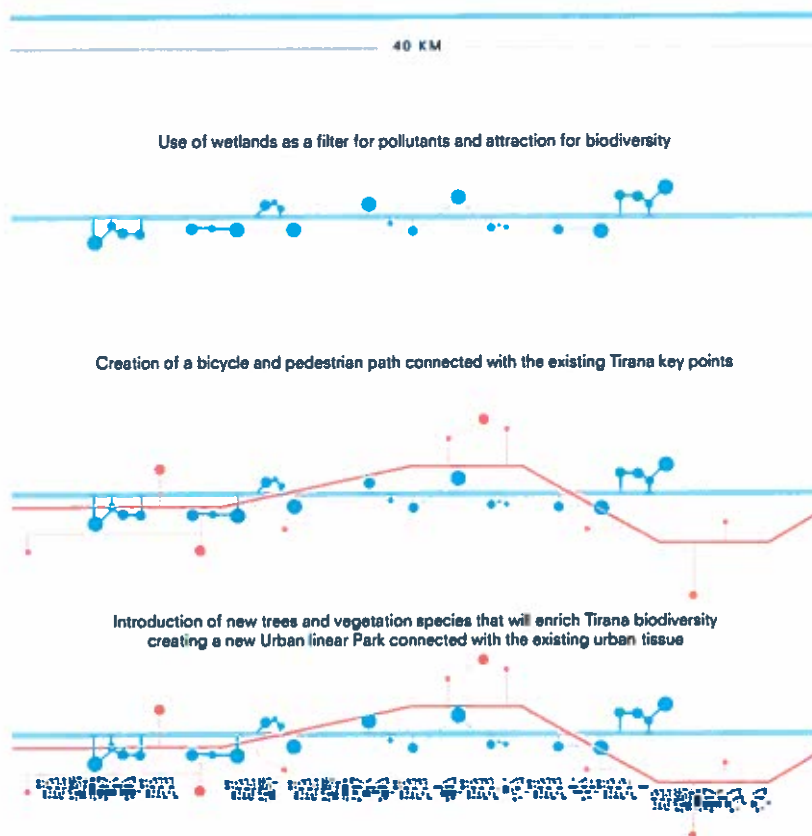 40 KM
Use of wetlands as a filter for pollutants and attraction for biodiversity
Creation of a bicycle and pedestrian path connected with the existing Tirana key points
Introduction of new trees and vegetation species that will enrich Tirana biodiversity
creating a new Urban linear Park connected with the existing urban tissue